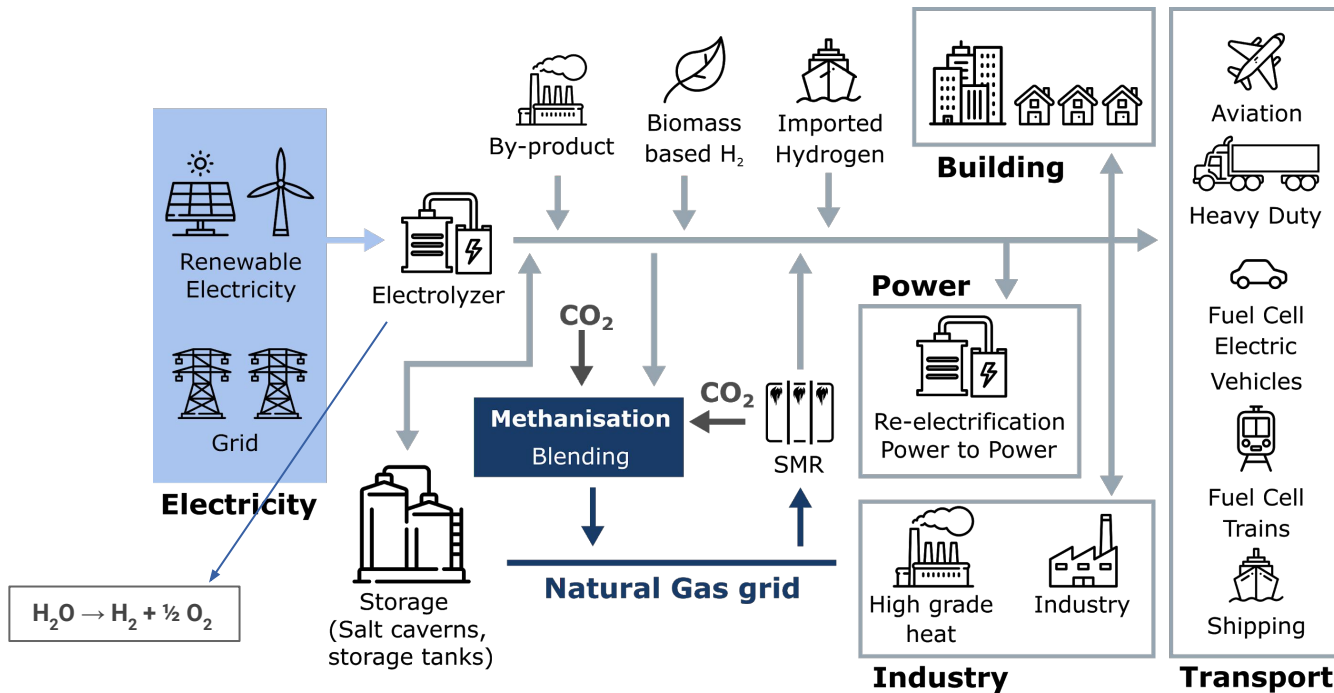 By-product
Biomass
based H₂
Imported
Hydrogen
Building
Aviation
Heavy Duty
Fuel Cell
Electric
Vehicles
Fuel Cell
Trains
Shipping
Transport
Renewable
Electricity
Grid
Electricity
Electrolyzer
H₂O → H₂ + ½ O₂
CO₂
CO₂
Methanisation
Blending
SMR
Natural Gas grid
Storage
(Salt caverns,
storage tanks)
Power
Re-electrification
Power to Power
High grade
heat
Industry
Industry